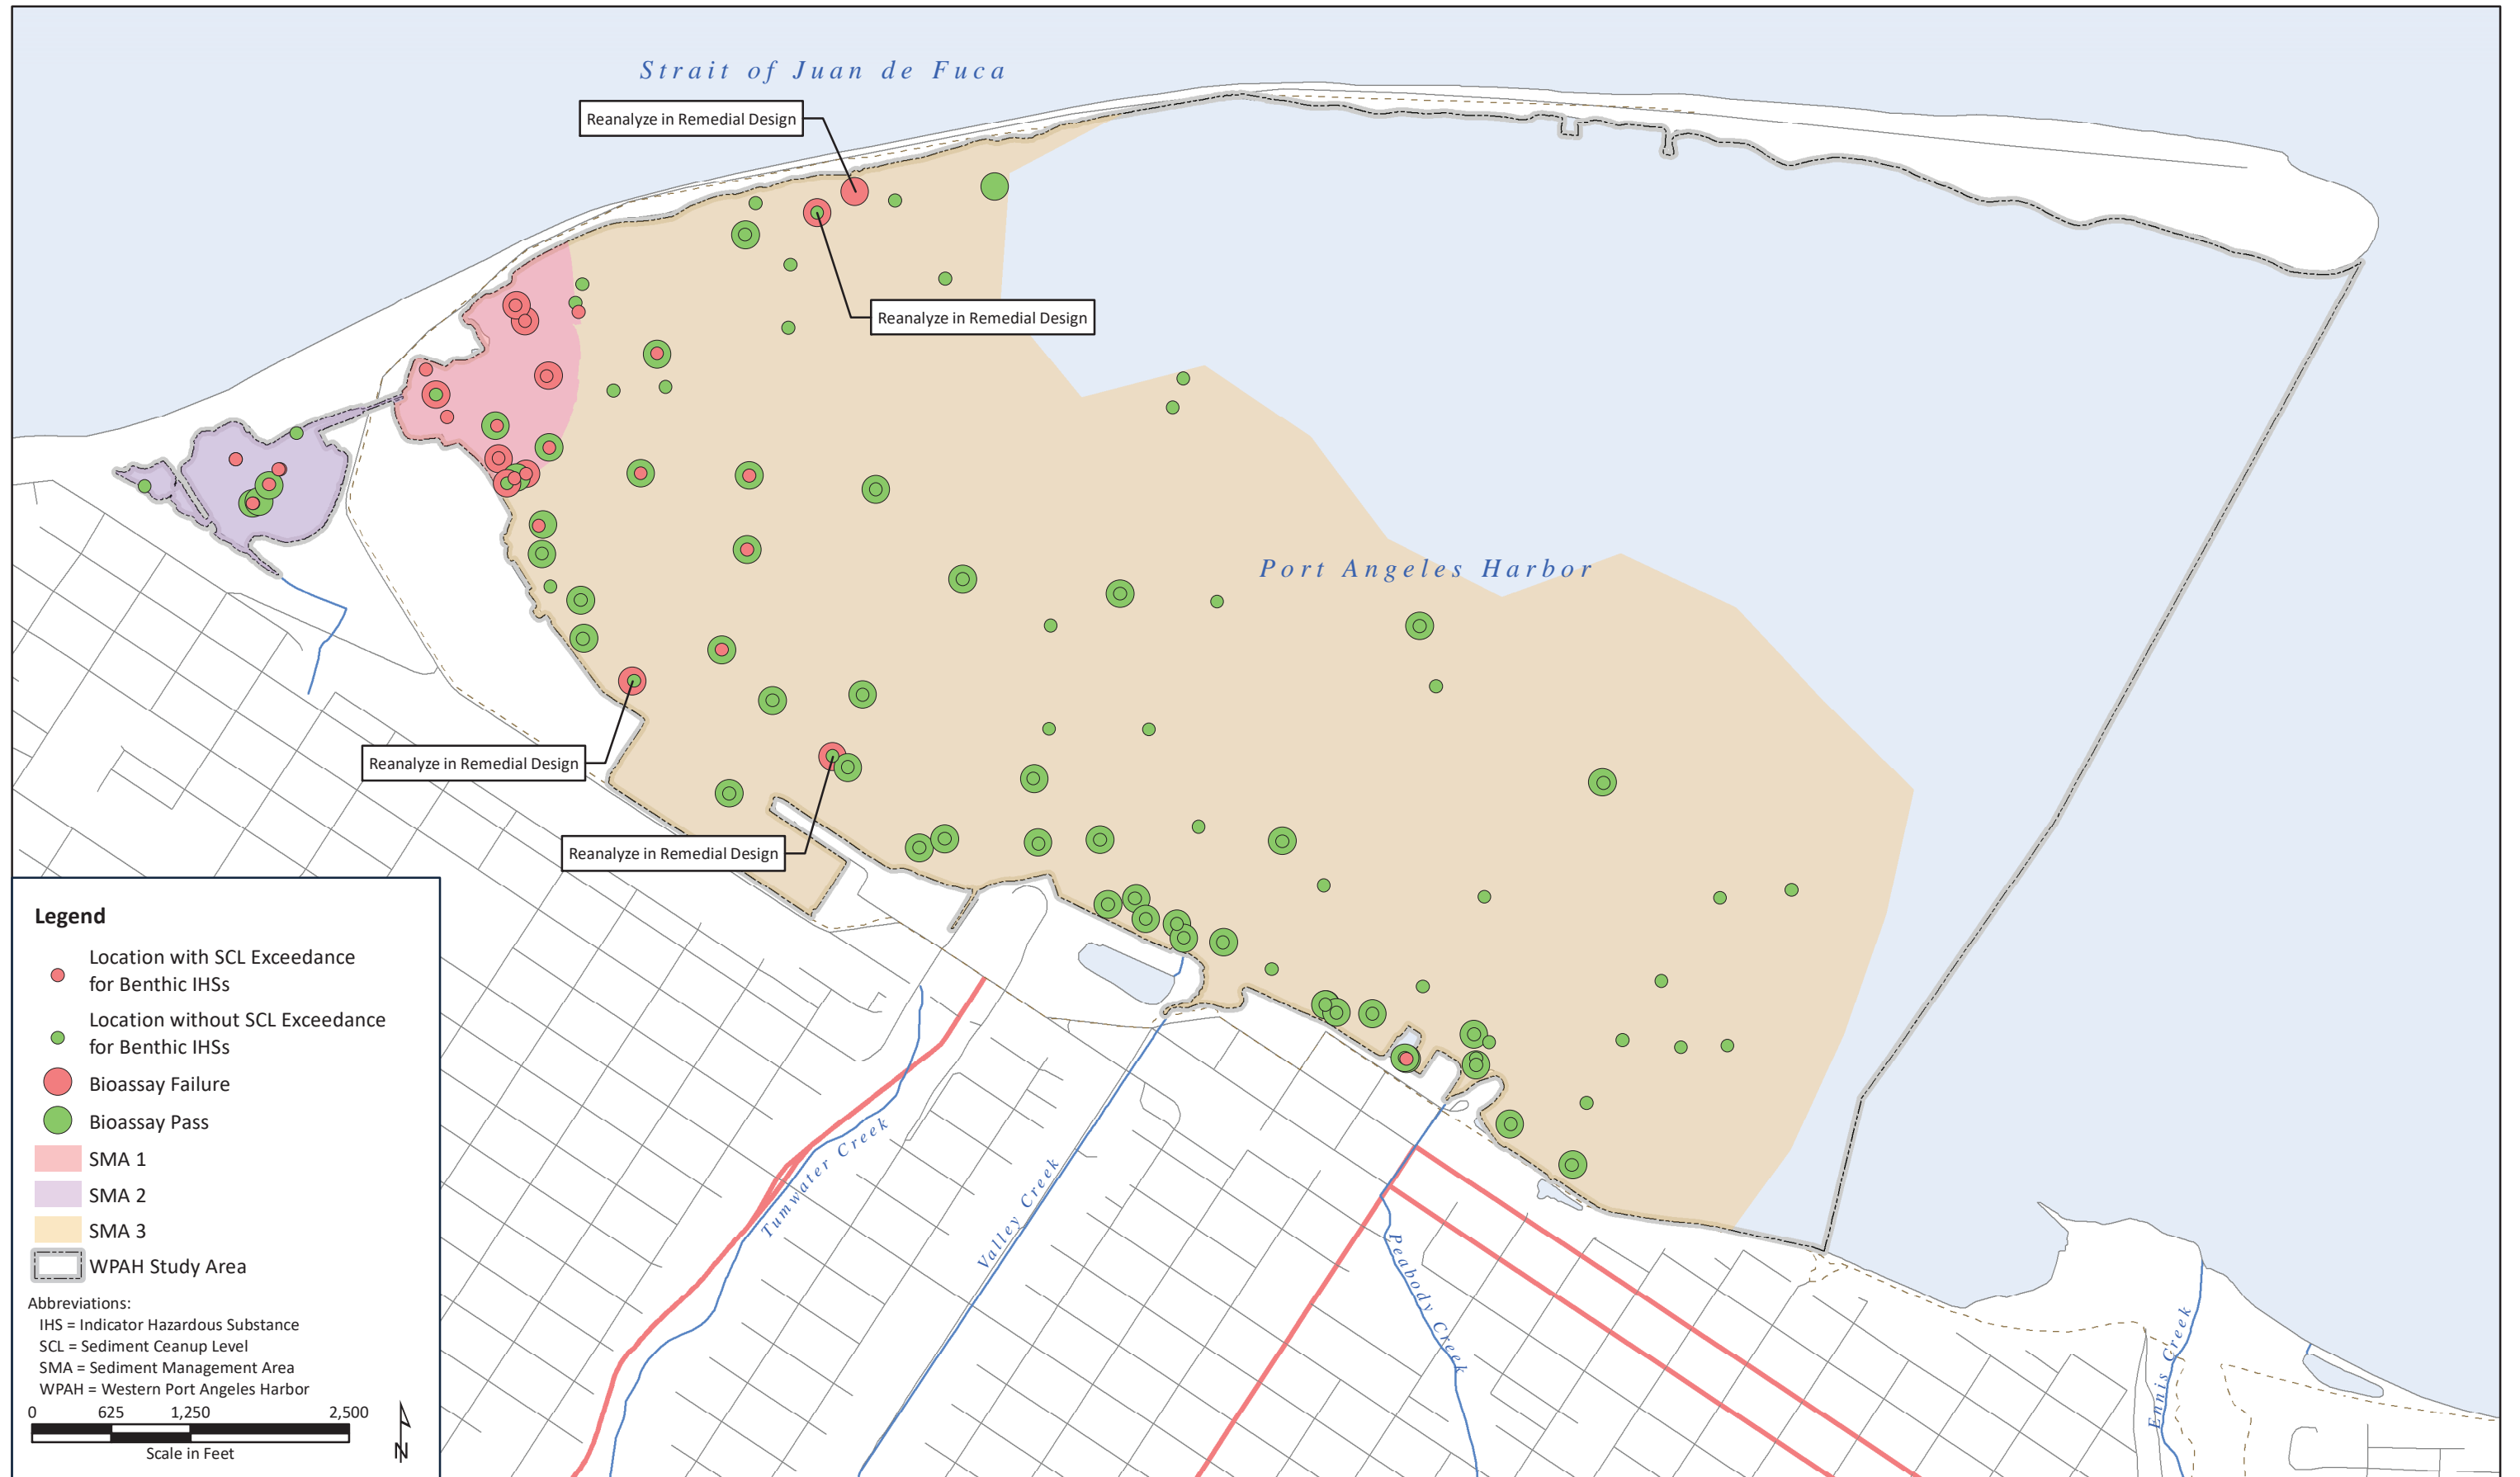 Strait of Juan de Fuca
Reanalyze in Remedial Design
Reanalyze in Remedial Design
Port Angeles Harbor
Reanalyze in Remedial Design
Reanalyze in Remedial Design
Tumwater Creek
Valley Creek
Peabody Creek
Ennis Creek
Legend
Location with SCL Exceedance
for Benthic IHSs
Location without SCL Exceedance
for Benthic IHSs
Bioassay Failure
Bioassay Pass
SMA 1
SMA 2
SMA 3
WPAH Study Area
Abbreviations:
IHS = Indicator Hazardous Substance
SCL = Sediment Ceanup Level
SMA = Sediment Management Area
WPAH = Western Port Angeles Harbor
0 625 1,250 2,500
Scale in Feet
N